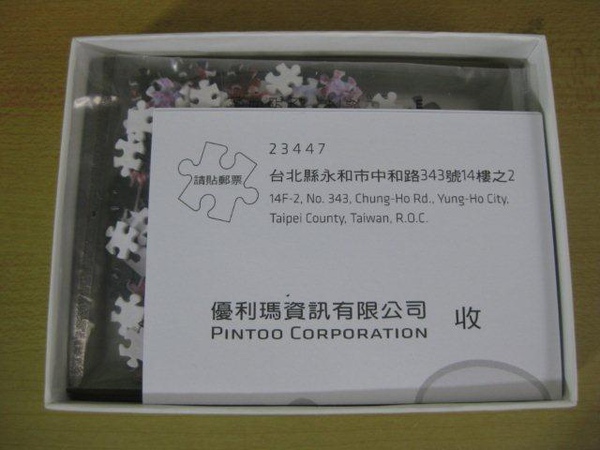 23447
請貼郵票
台北縣永和市中和路343號14樓之2
14F-2, No. 343, Chung-Ho Rd., Yung-Ho City,
Taipei County, Taiwan, R.O.C.
優利瑪資訊有限公司 收
PINTOO CORPORATION